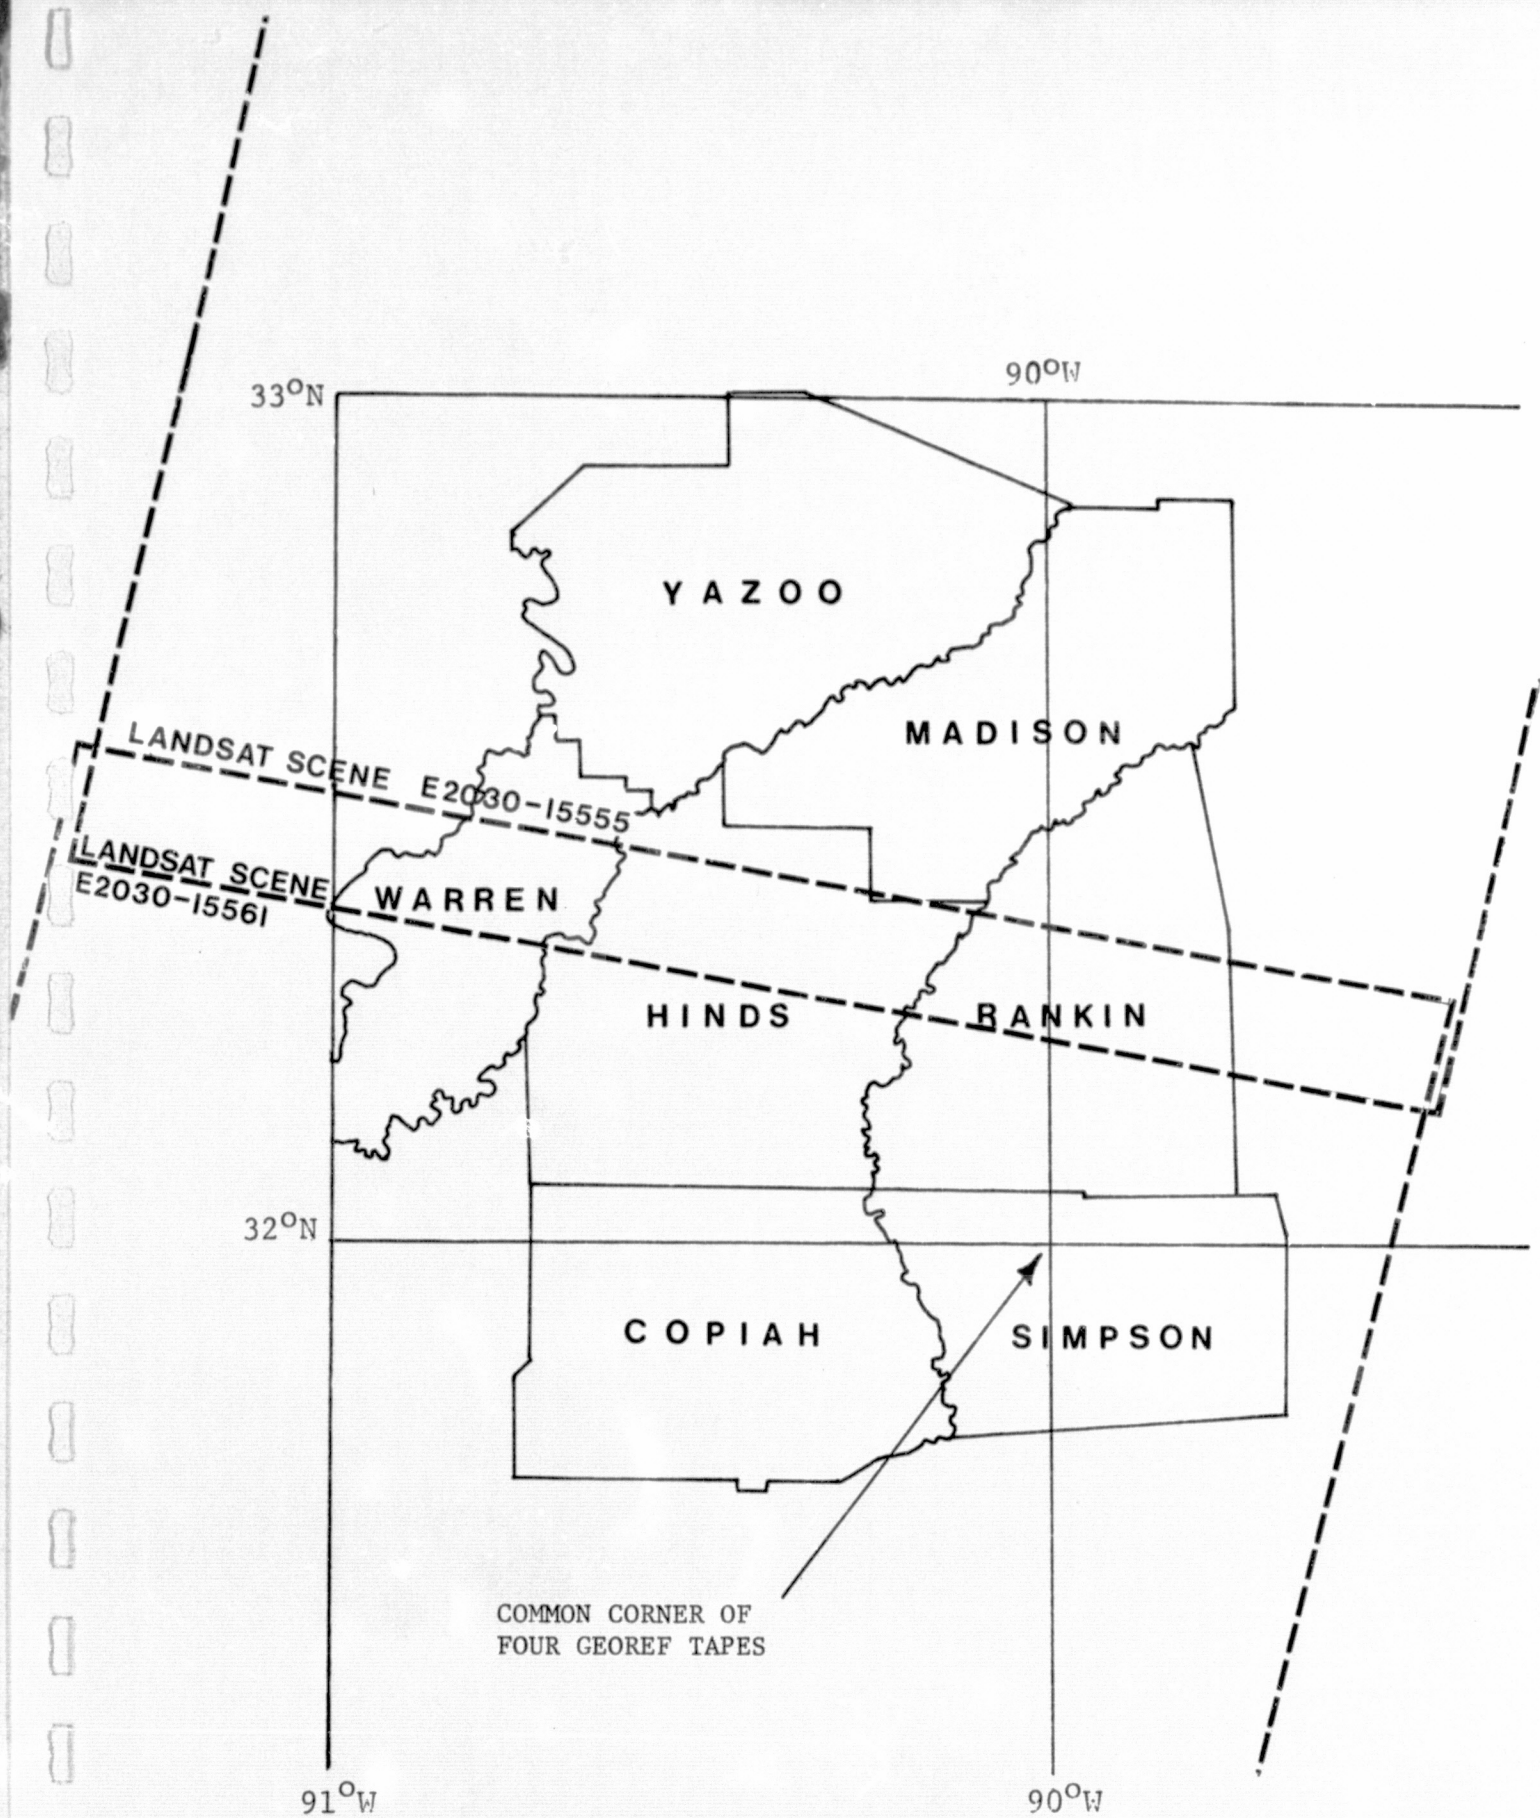 90°W
33°N
YAZOO
MADISON
LANDSAT SCENE E2030-15555
LANDSAT SCENE
E2030-15561
WARREN
HINDS
RANKIN
32°N
COPIAH
SIMPSON
COMMON CORNER OF
FOUR GEOREF TAPES
91°W
90°W